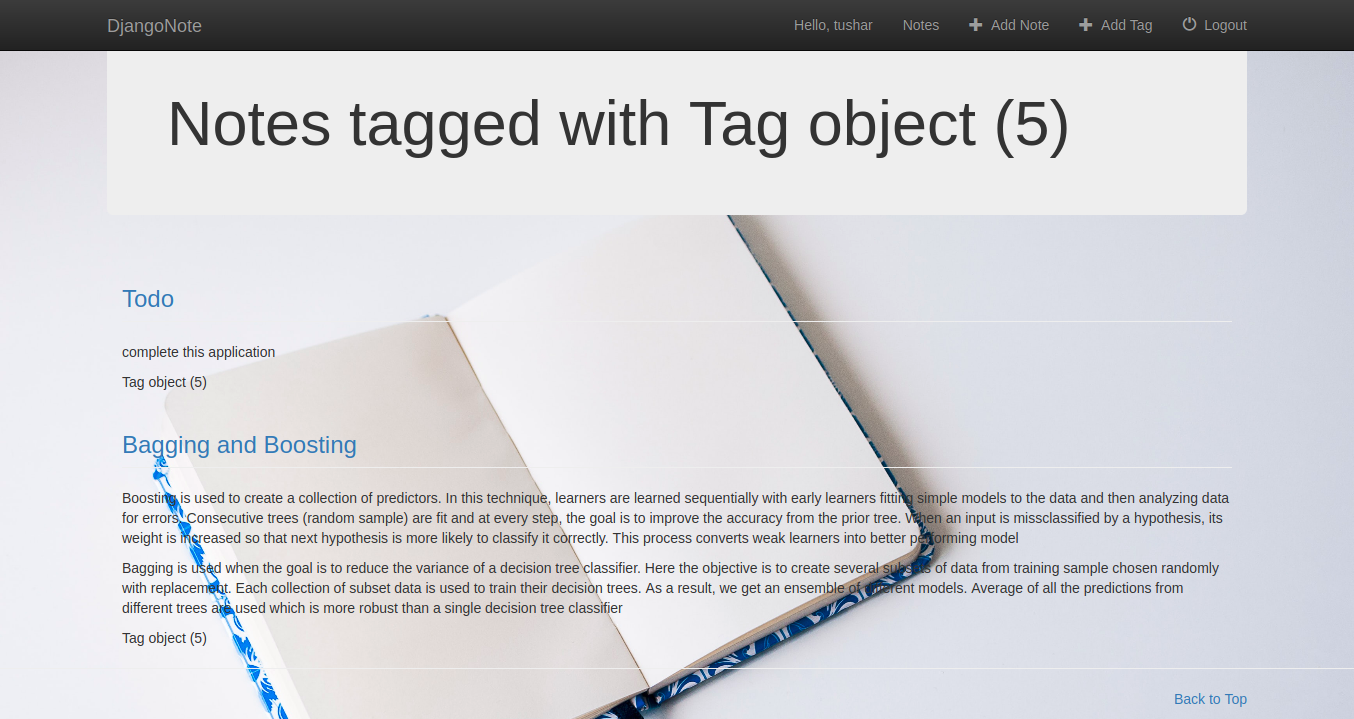 DjangoNote Hello, tushar Notes Add Note Add Tag Logout
Notes tagged with Tag object (5)
Todo
complete this application
Tag object (5)
Bagging and Boosting
Boosting is used to create a collection of predictors. In this technique, learners are learned sequentially with early learners fitting simple models to the data and then analyzing data
for errors. Consecutive trees (random sample) are fit and at every step, the goal is to improve the accuracy from the prior tree. When an input is missclassified by a hypothesis, its
weight is increased so that next hypothesis is more likely to classify it correctly. This process converts weak learners into better performing model
Bagging is used when the goal is to reduce the variance of a decision tree classifier. Here the objective is to create several subsets of data from training sample chosen randomly
with replacement. Each collection of subset data is used to train their decision trees. As a result, we get an ensemble of different models. Average of all the predictions from
different trees are used which is more robust than a single decision tree classifier
Tag object (5)
Back to Top